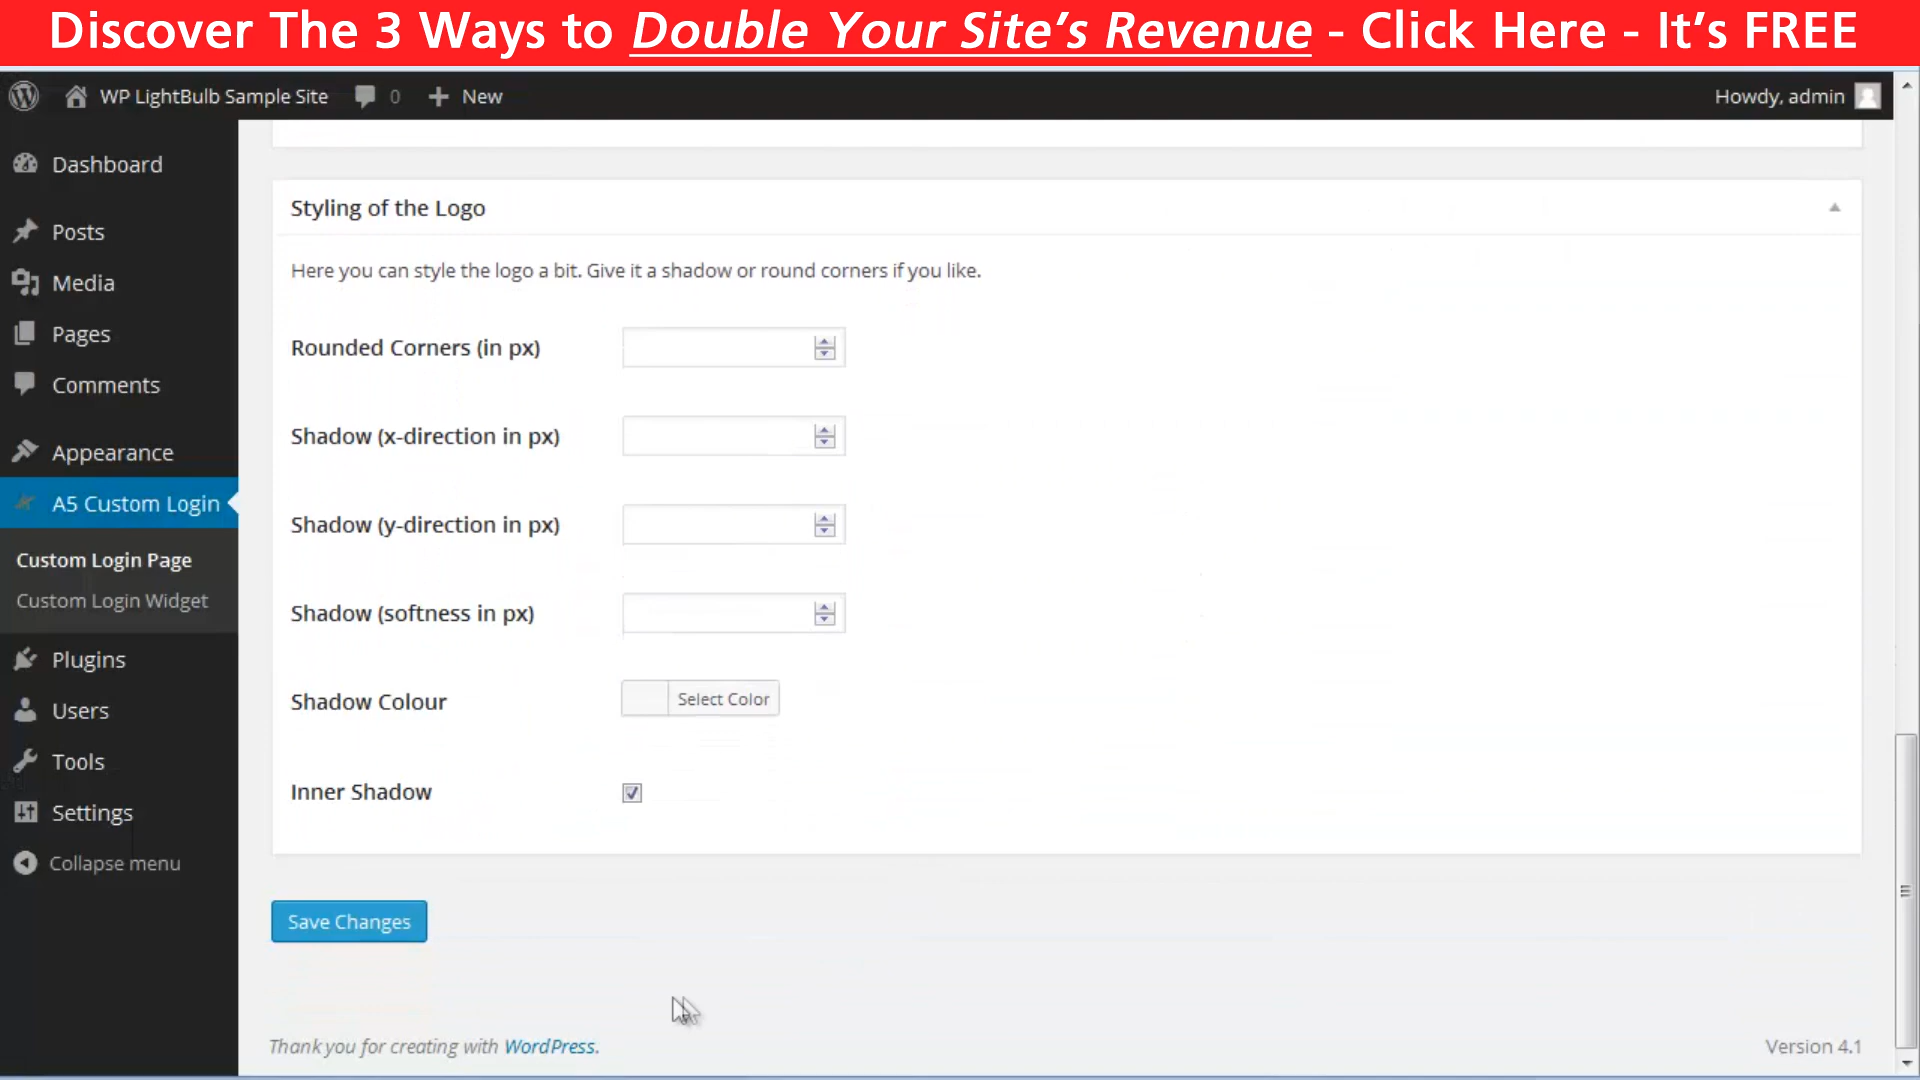 Discover The 3 Ways to Double Your Site's Revenue - Click Here - It's FREE
WP LightBulb Sample Site 0 New Howdy, admin
Dashboard
Posts
Media
Pages
Comments
Appearance
A5 Custom Login
Custom Login Page
Custom Login Widget
Plugins
Users
Tools
Settings
Collapse menu
Styling of the Logo
Here you can style the logo a bit. Give it a shadow or round corners if you like.
Rounded Corners (in px)
Shadow (x-direction in px)
Shadow (y-direction in px)
Shadow (softness in px)
Shadow Colour Select Color
Inner Shadow
Save Changes
Thank you for creating with WordPress. Version 4.1